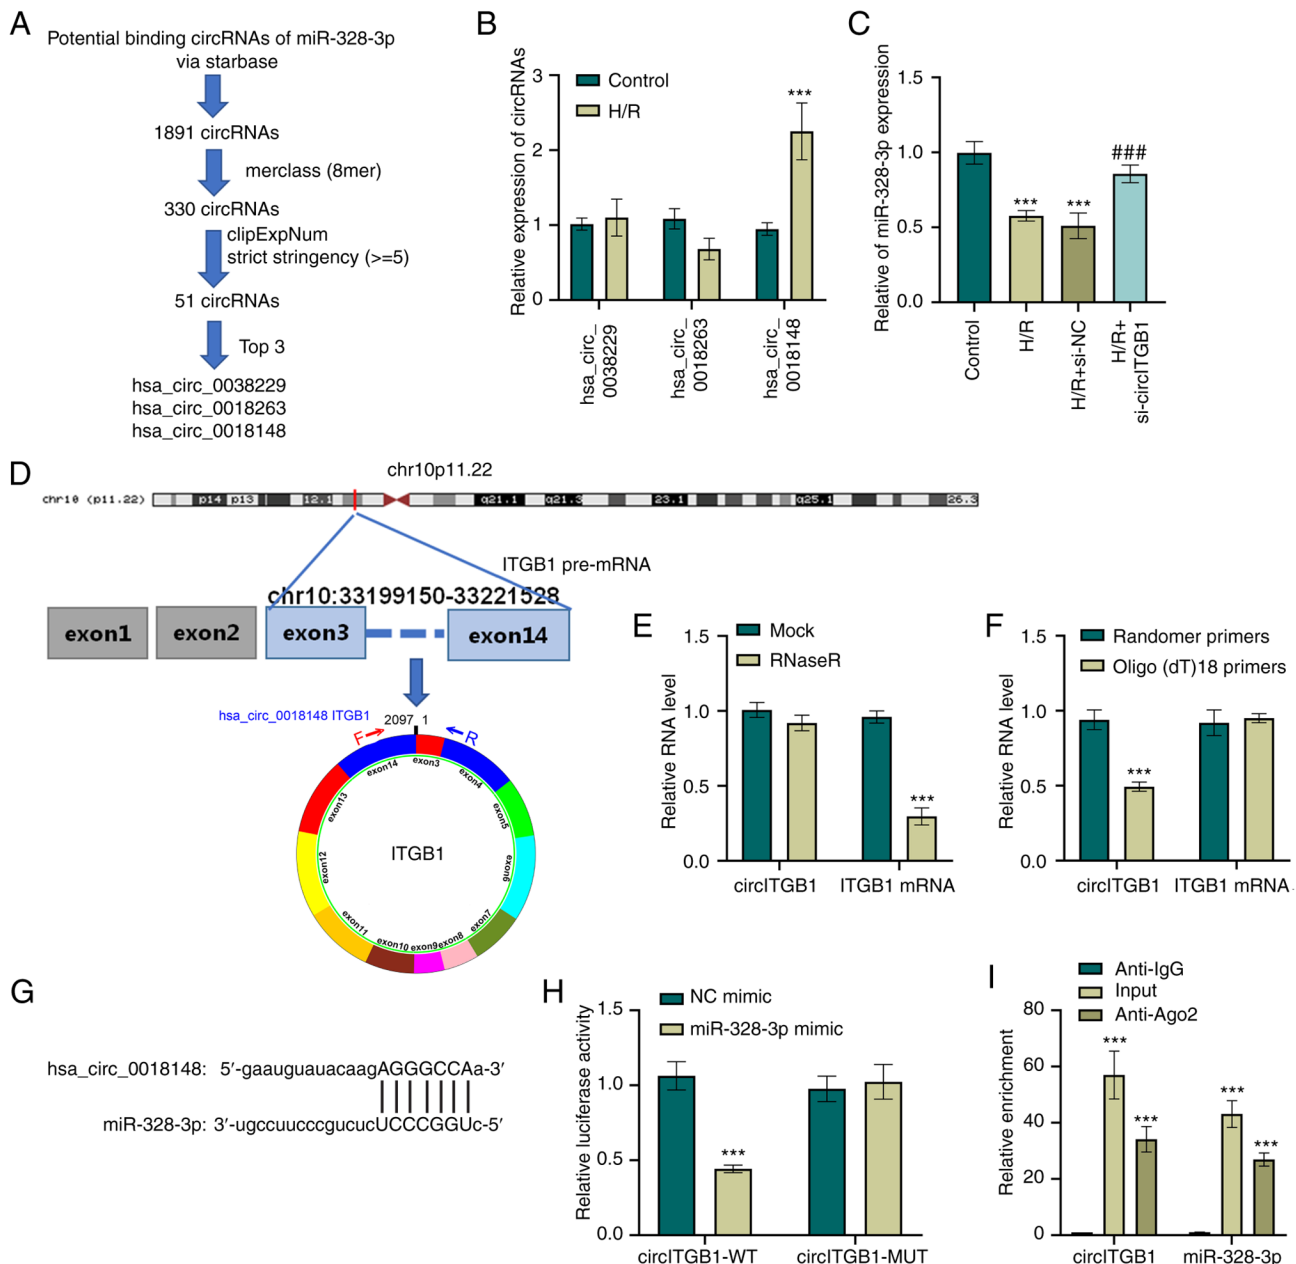 A
Potential binding circRNAs of miR-328-3p
via starbase
1891 circRNAs
merclass (8mer)
330 circRNAs
clipExpNum
strict stringency (>=5)
51 circRNAs
Top 3
hsa_circ_0038229
hsa_circ_0018263
hsa_circ_0018148
B
Relative expression of circRNAs
3
2
1
0
Control
H/R
***
hsa_circ_
0038229
hsa_circ_
0018263
hsa_circ_
0018148
C
Relative of miR-328-3p expression
1.5
1.0
0.5
0.0
***
***
###
Control
H/R
H/R+si-NC
H/R+
si-circITGB1
D
chr10p11.22
chr10 (p11.22)
p14
p13
12.1
q21.1
q21.3
23.1
q25.1
26.3
ITGB1 pre-mRNA
chr10:33199150-33221528
exon1
exon2
exon3
exon14
hsa_circ_0018148 ITGB1
2097
1
F
R
exon14
exon3
exon4
exon5
exon6
exon7
exon8
exon9
exon10
exon11
exon12
exon13
ITGB1
E
Relative RNA level
1.5
1.0
0.5
0.0
Mock
RNaseR
***
circITGB1
ITGB1 mRNA
F
Relative RNA level
1.5
1.0
0.5
0.0
Randomer primers
Oligo (dT)18 primers
***
circITGB1
ITGB1 mRNA
G
hsa_circ_0018148: 5′-gaauguauacaagAGGGCCAa-3′
miR-328-3p: 3′-ugccuucccgucucUCCCGGUc-5′
H
Relative luciferase activity
1.5
1.0
0.5
0.0
NC mimic
miR-328-3p mimic
***
circITGB1-WT
circITGB1-MUT
I
Relative enrichment
80
60
40
20
0
Anti-IgG
Input
Anti-Ago2
***
***
***
***
circITGB1
miR-328-3p